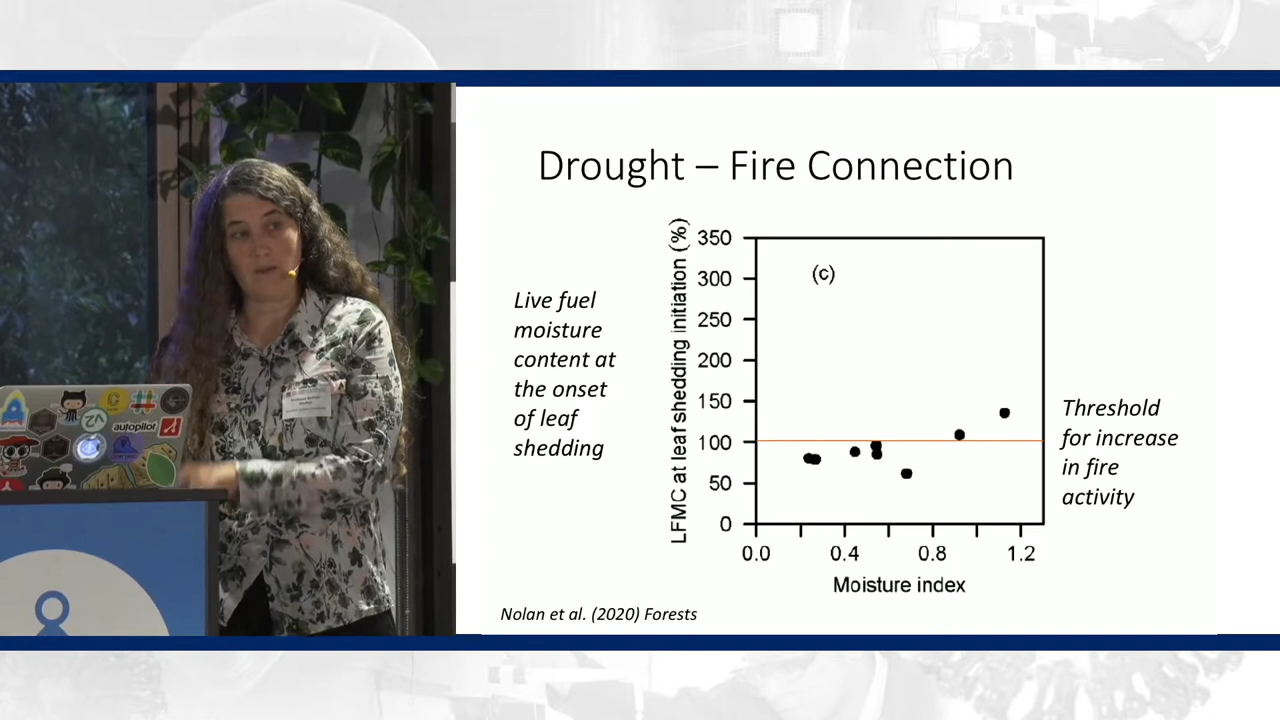 Drought – Fire Connection
Live fuel
moisture
content at
the onset
of leaf
shedding
LFMC at leaf shedding initiation (%)
350
300
250
200
150
100
50
0
(c)
0.0
0.4
0.8
1.2
Moisture index
Threshold
for increase
in fire
activity
Nolan et al. (2020) Forests
autopilot
V2